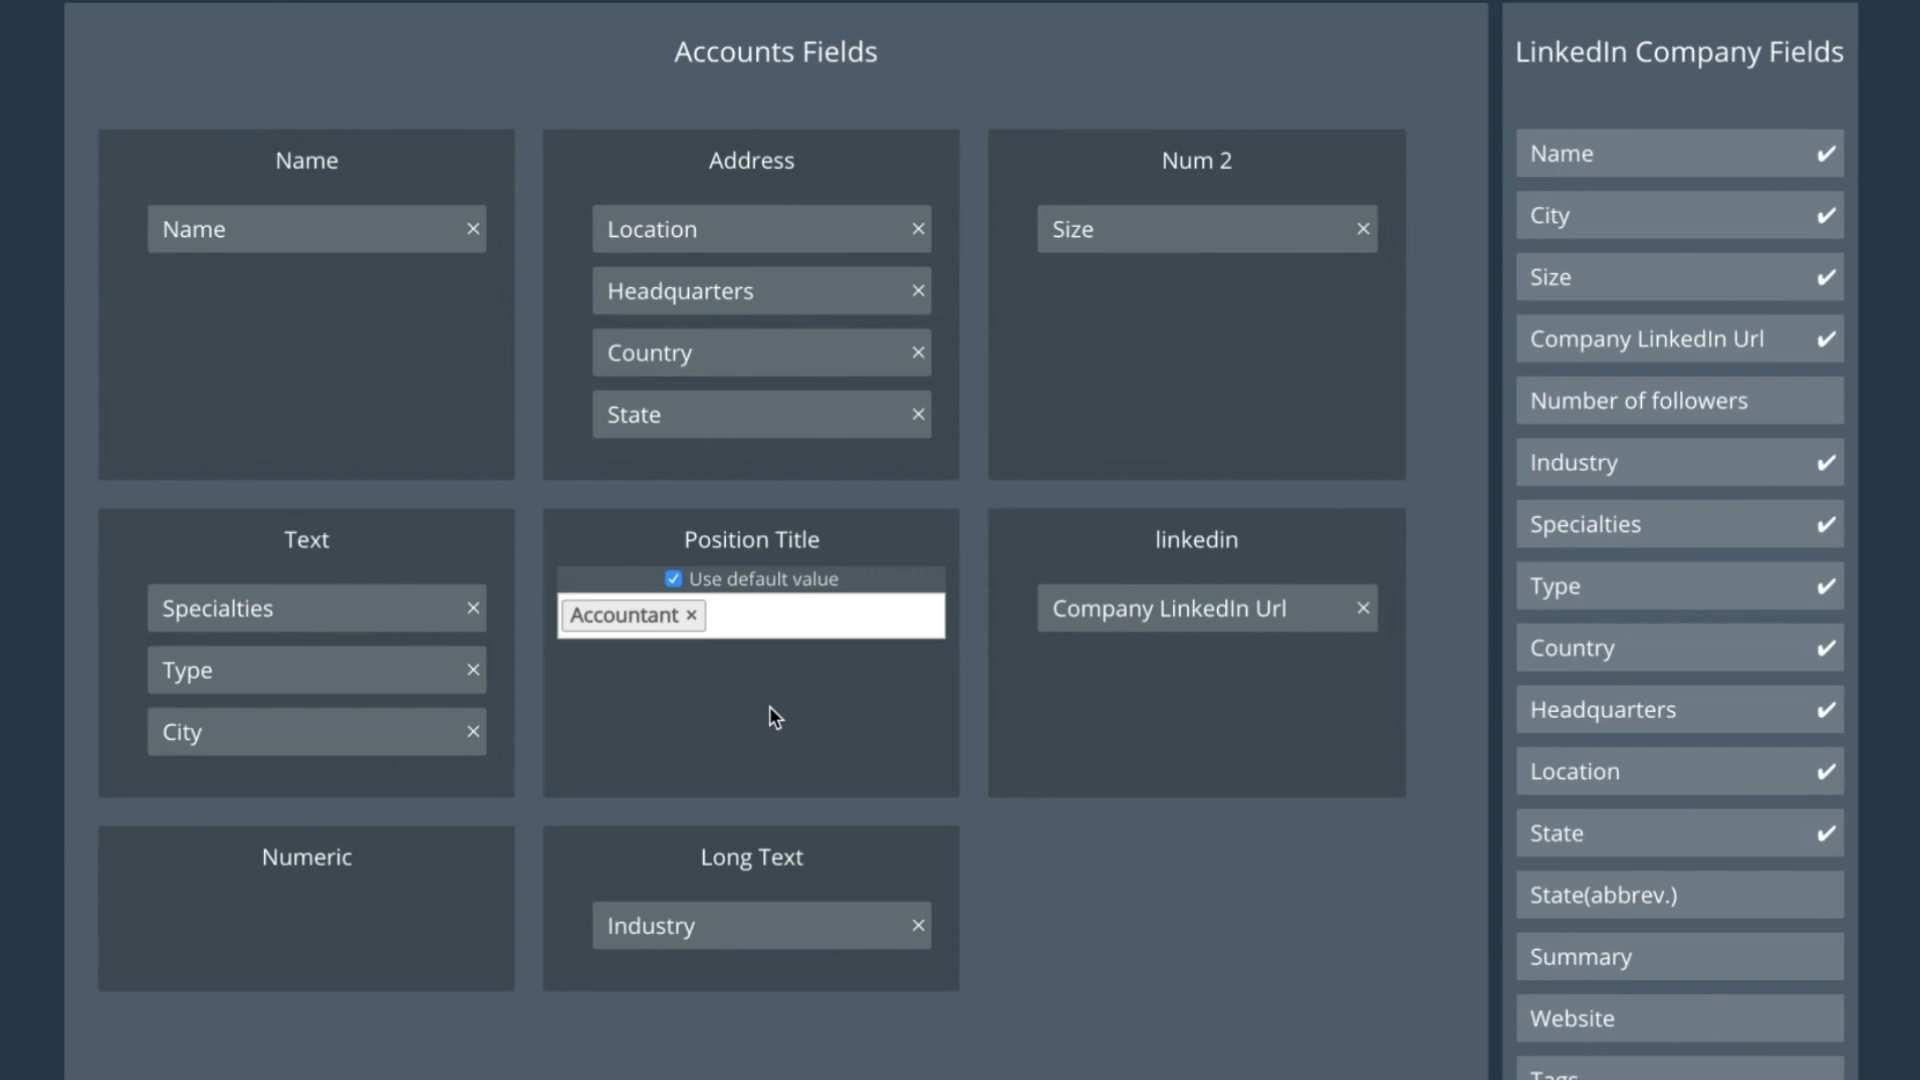 Accounts Fields
Name
Name
Address
Location
Headquarters
Country
State
Num 2
Size
Text
Specialties
Type
City
Position Title
Use default value
Accountant ×
linkedin
Company LinkedIn Url
Numeric
Long Text
Industry
LinkedIn Company Fields
Name
City
Size
Company LinkedIn Url
Number of followers
Industry
Specialties
Type
Country
Headquarters
Location
State
State(abbrev.)
Summary
Website